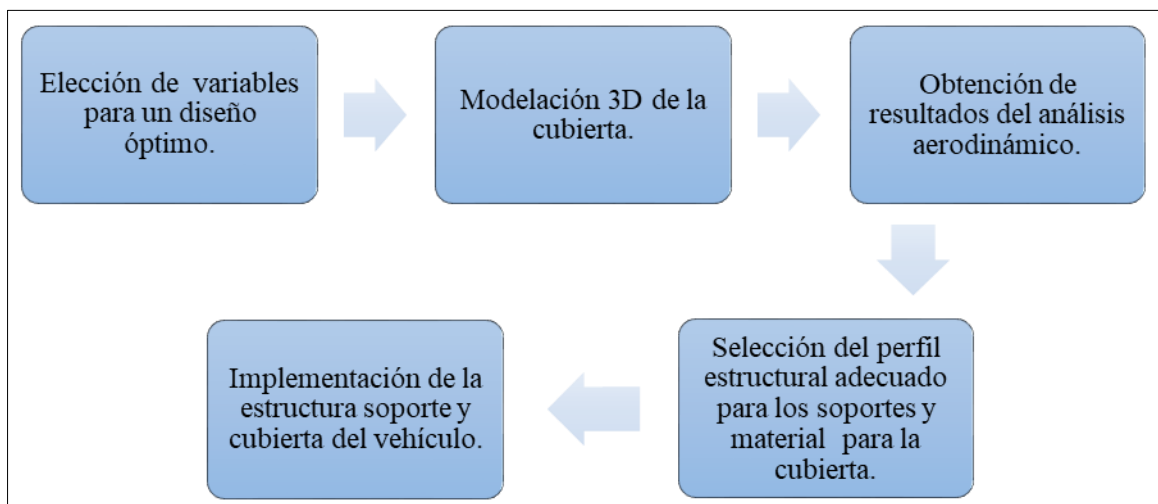 Elección de variables
para un diseño
óptimo.
Modelación 3D de la
cubierta.
Obtención de
resultados del análisis
aerodinámico.
Selección del perfil
estructural adecuado
para los soportes y
material para la
cubierta.
Implementación de la
estructura soporte y
cubierta del vehículo.